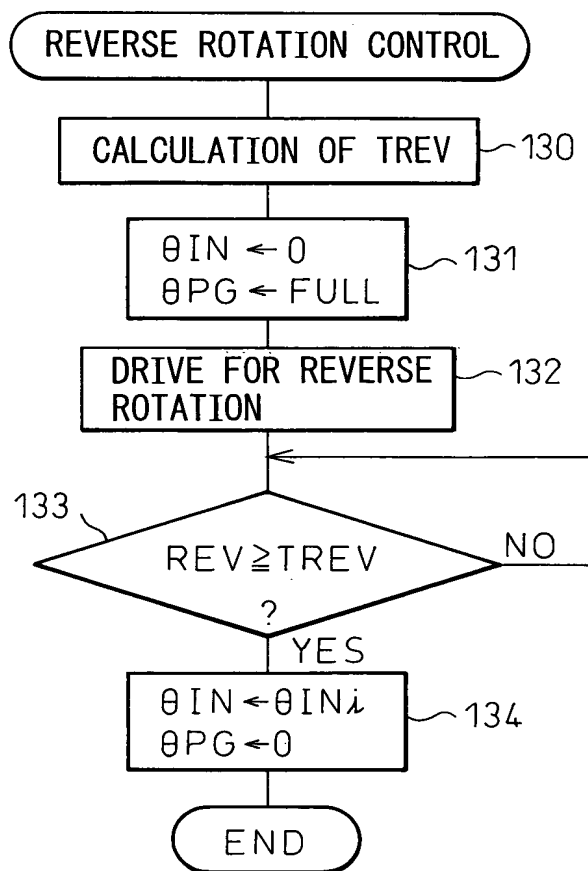 REVERSE ROTATION CONTROL
CALCULATION OF TREV
130
θIN ← 0
θPG ← FULL
131
DRIVE FOR REVERSE
ROTATION
132
133
REV≧TREV
?
NO
YES
θIN ← θINi
θPG ← 0
134
END